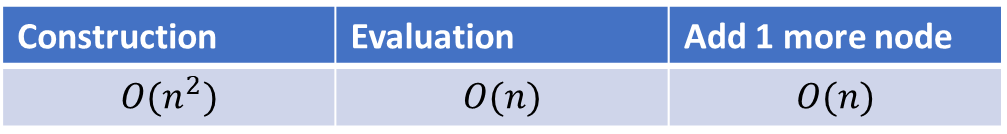 Construction Evaluation Add 1 more node
O(n²) O(n) O(n)